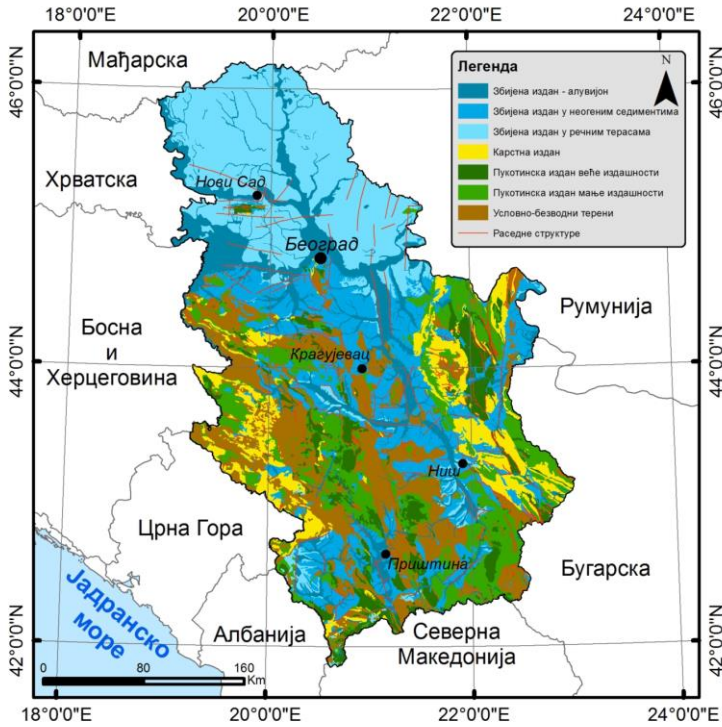 18°0'0"E 20°0'0"E 22°0'0"E 24°0'0"E
46°0'0"N
44°0'0"N
42°0'0"N
Мађарска
Хрватска
Босна
и
Херцеговина
Црна Гора
Јадранско
море
Албанија
Северна
Македонија
Бугарска
Румунија
Нови Сад
Београд
Крагујевац
Ниш
Приштина
Легенда
N
Збијена издан - алувијон
Збијена издан у неогеним седиментима
Збијена издан у речним терасама
Карстна издан
Пукотинска издан веће издашности
Пукотинска издан мање издашности
Условно-безводни терени
Раседне структуре
46°0'0"N
44°0'0"N
42°0'0"N
0 80 160
Km
18°0'0"E 20°0'0"E 22°0'0"E 24°0'0"E